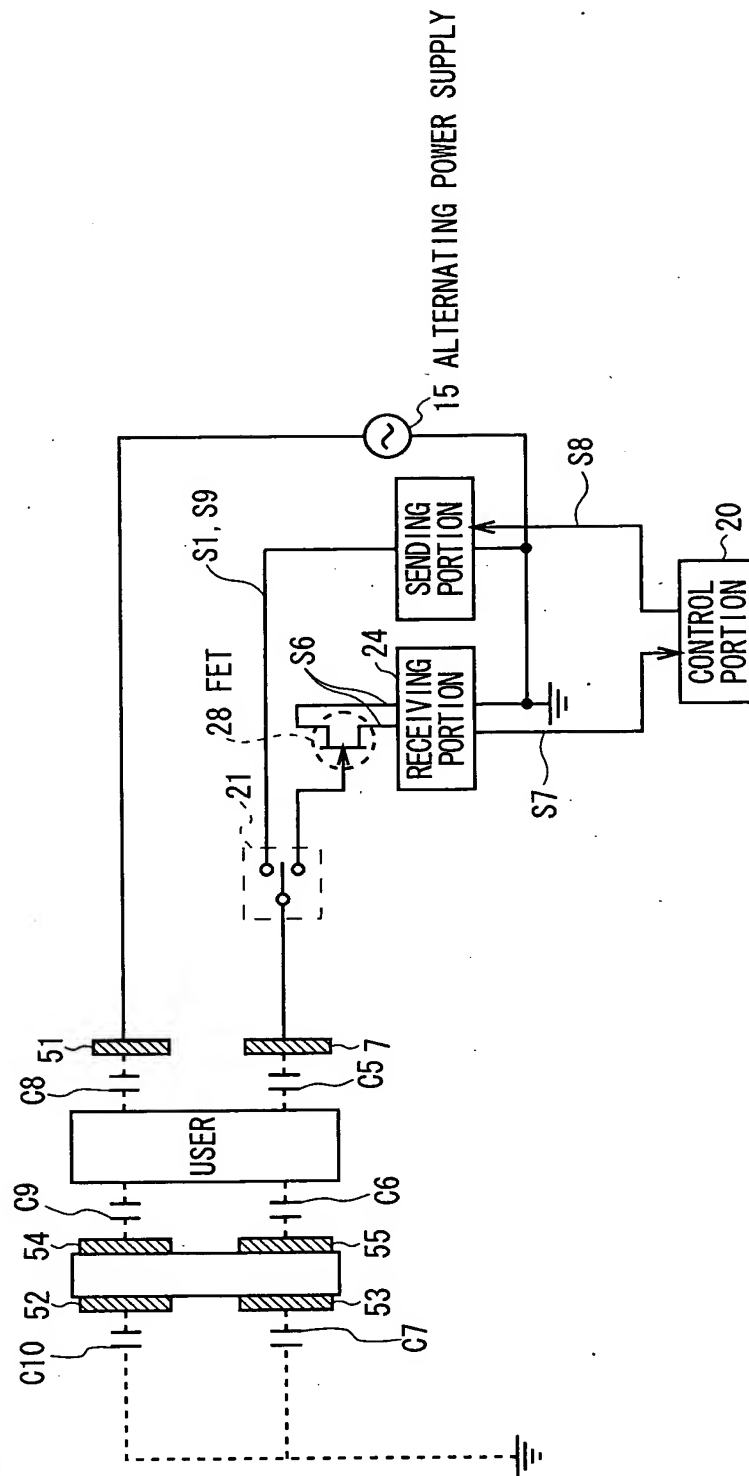 15 ALTERNATING POWER SUPPLY
S1, S9
SENDING
PORTION
S8
20
CONTROL
PORTION
28 FET
S6
24
RECEIVING
PORTION
S7
21
51
7
C8
C5
USER
C9
C6
54
55
52
53
C10
C7